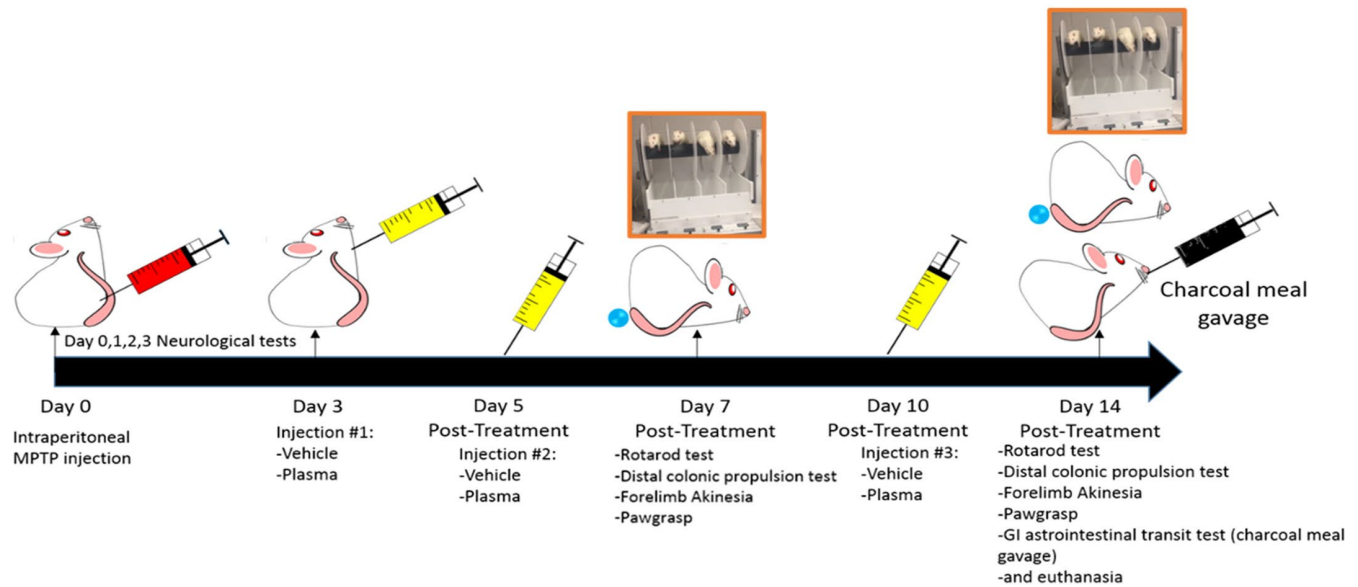 Charcoal meal
gavage
Day 0,1,2,3 Neurological tests
Day 0
Intraperitoneal
MPTP injection
Day 3
Injection #1:
-Vehicle
-Plasma
Day 5
Post-Treatment
Injection #2:
-Vehicle
-Plasma
Day 7
Post-Treatment
-Rotarod test
-Distal colonic propulsion test
-Forelimb Akinesia
-Pawgrasp
Day 10
Post-Treatment
Injection #3:
-Vehicle
-Plasma
Day 14
Post-Treatment
-Rotarod test
-Distal colonic propulsion test
-Forelimb Akinesia
-Pawgrasp
-GI astrointestinal transit test (charcoal meal
gavage)
-and euthanasia